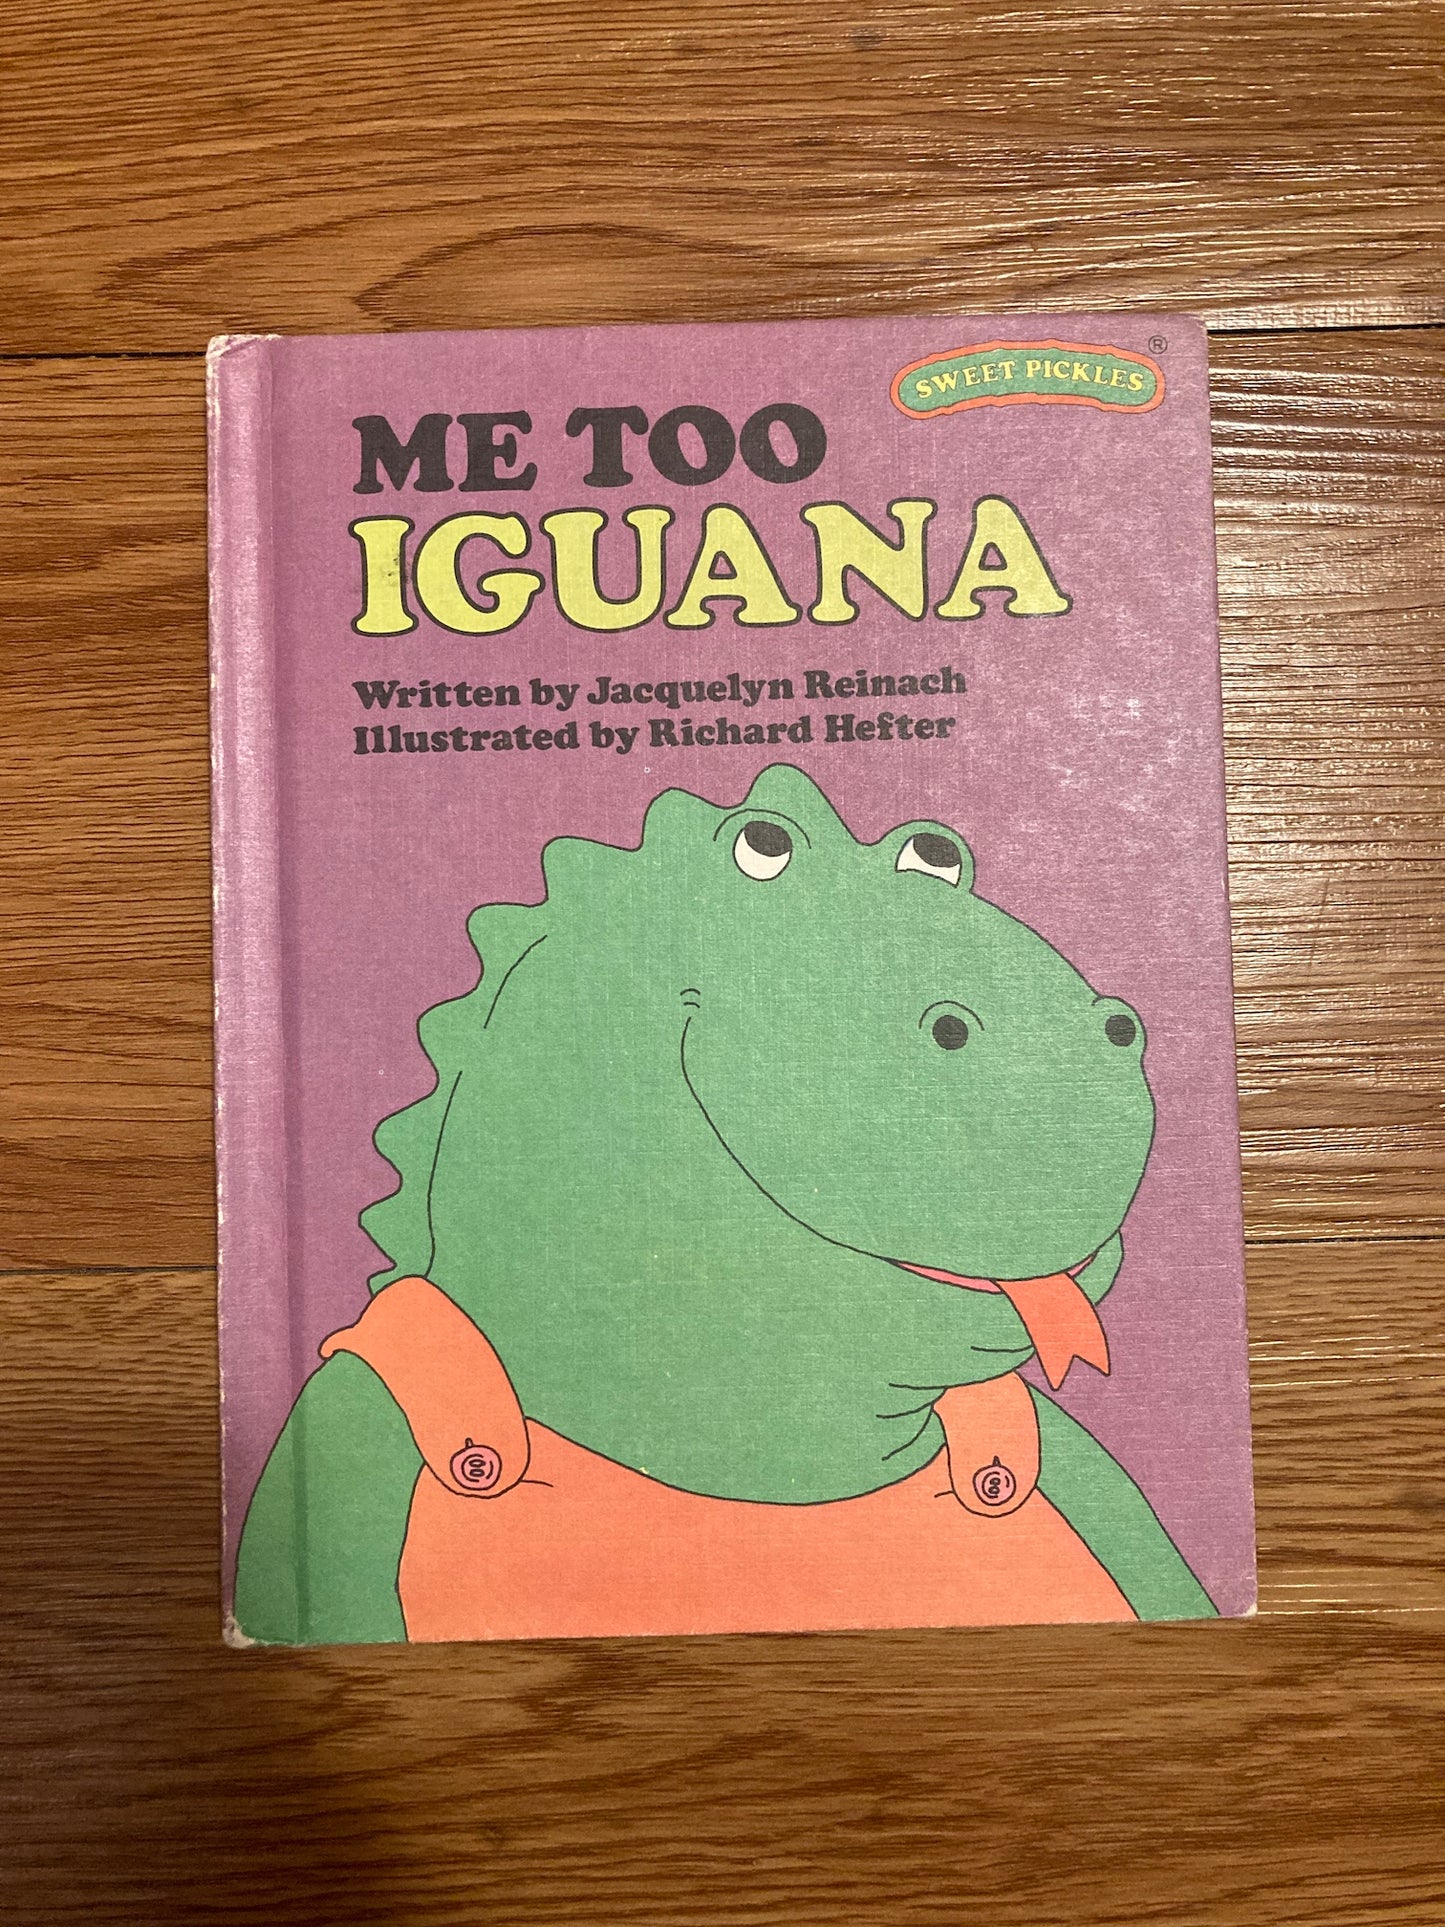 SWEET PICKLES ®
ME TOO
IGUANA
Written by Jacquelyn Reinach
Illustrated by Richard Hefter